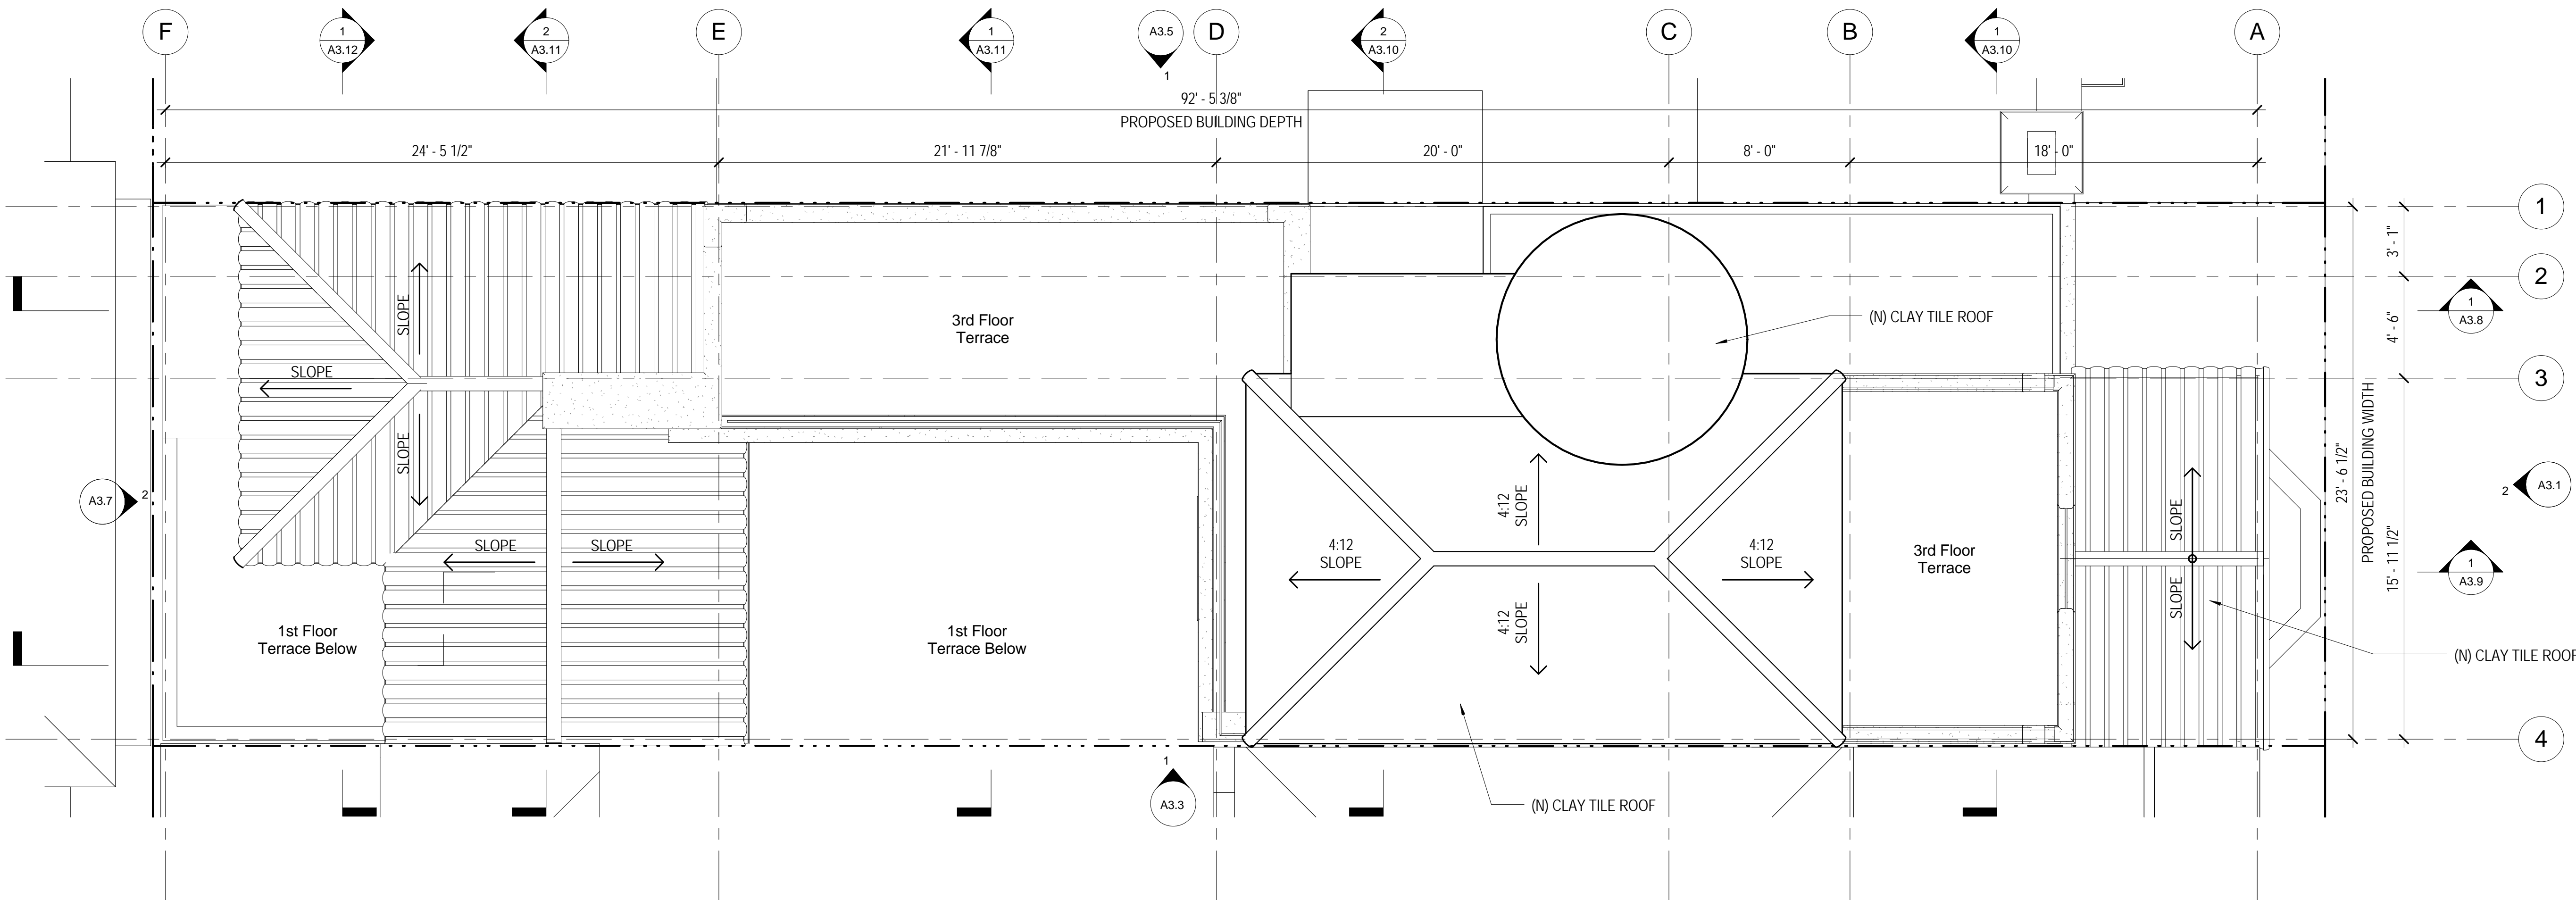 F
1
A3.12
2
A3.11
E
1
A3.11
A3.5
1
D
2
A3.10
C
B
1
A3.10
A
92' - 5 3/8"
PROPOSED BUILDING DEPTH
24' - 5 1/2"
21' - 11 7/8"
20' - 0"
8' - 0"
18' - 0"
1
3' - 1"
2
SLOPE
3rd Floor
Terrace
(N) CLAY TILE ROOF
4' - 6"
1
A3.8
SLOPE
3
SLOPE
A3.7
2
4:12
SLOPE
SLOPE
23' - 6 1/2"
PROPOSED BUILDING WIDTH
2
A3.1
SLOPE
SLOPE
4:12
SLOPE
4:12
SLOPE
3rd Floor
Terrace
15' - 11 1/2"
1
A3.9
4:12
SLOPE
SLOPE
1st Floor
Terrace Below
1st Floor
Terrace Below
(N) CLAY TILE ROOF
4
1
A3.3
(N) CLAY TILE ROOF